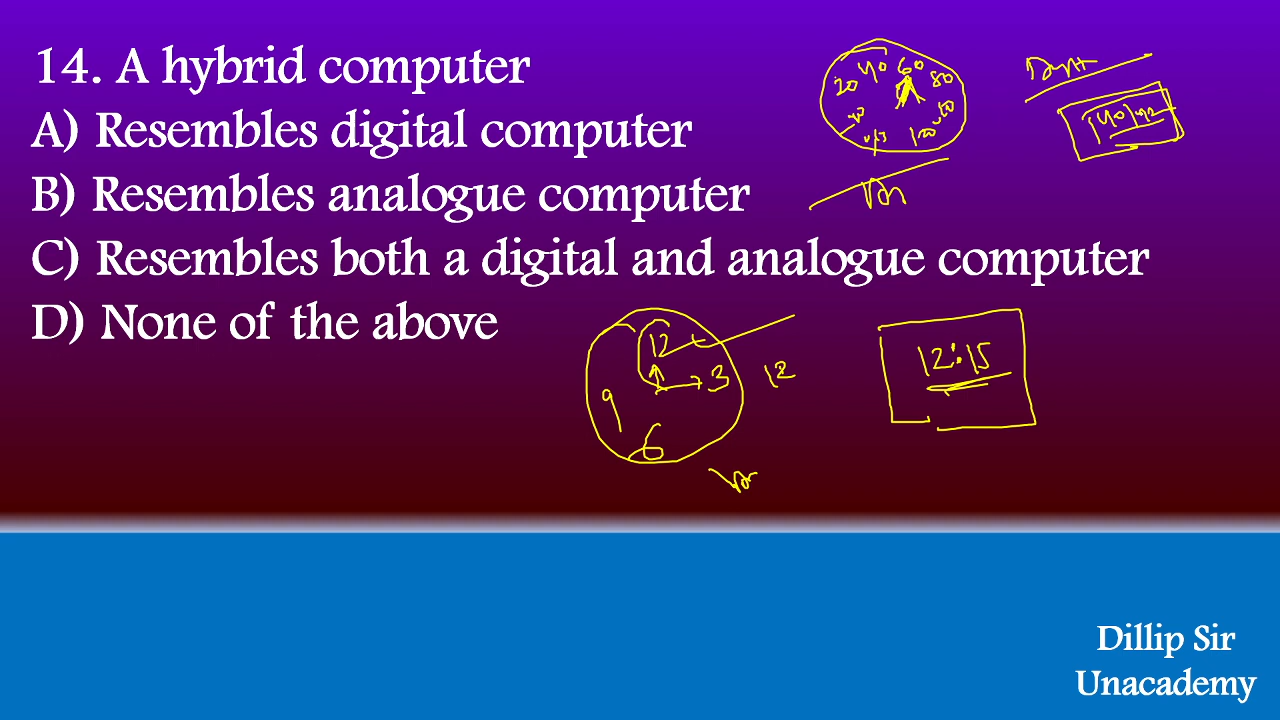 14. A hybrid computer
A) Resembles digital computer
B) Resembles analogue computer
C) Resembles both a digital and analogue computer
D) None of the above
20 40 60 80
12
3
9
6
12
12:15
Dillip Sir
Unacademy